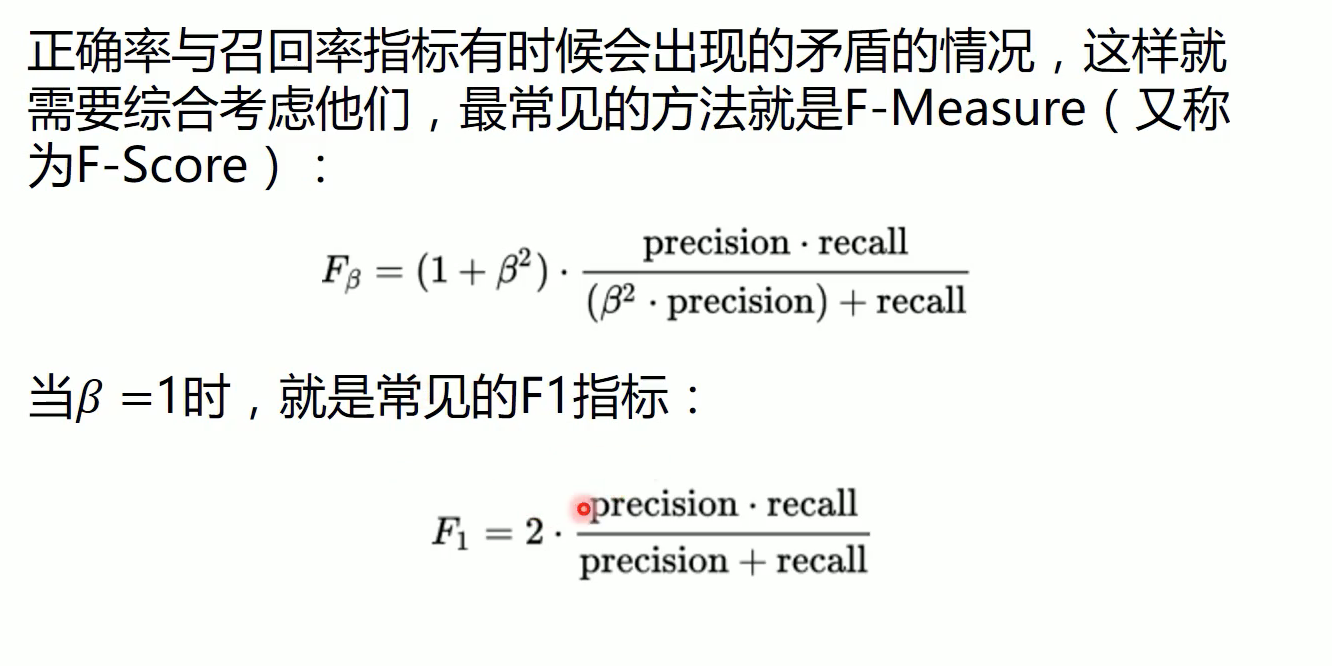 正确率与召回率指标有时候会出现的矛盾的情况，这样就
需要综合考虑他们，最常见的方法就是F-Measure（又称
为F-Score）：
$F_\beta = (1 + \beta^2) \cdot \frac{\text{precision} \cdot \text{recall}}{(\beta^2 \cdot \text{precision}) + \text{recall}}$
当β =1时，就是常见的F1指标：
$F_1 = 2 \cdot \frac{\text{precision} \cdot \text{recall}}{\text{precision} + \text{recall}}$